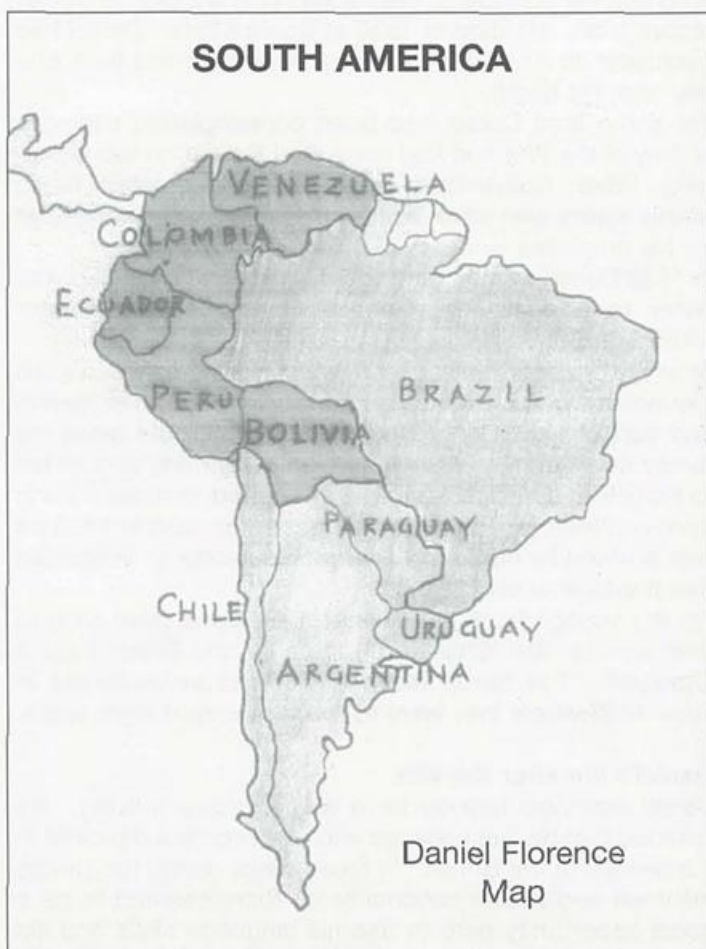 SOUTH AMERICA
VENEZUELA
COLOMBIA
ECUADOR
PERU
BRAZIL
BOLIVIA
PARAGUAY
CHILE
URUGUAY
ARGENTINA
Daniel Florence
Map